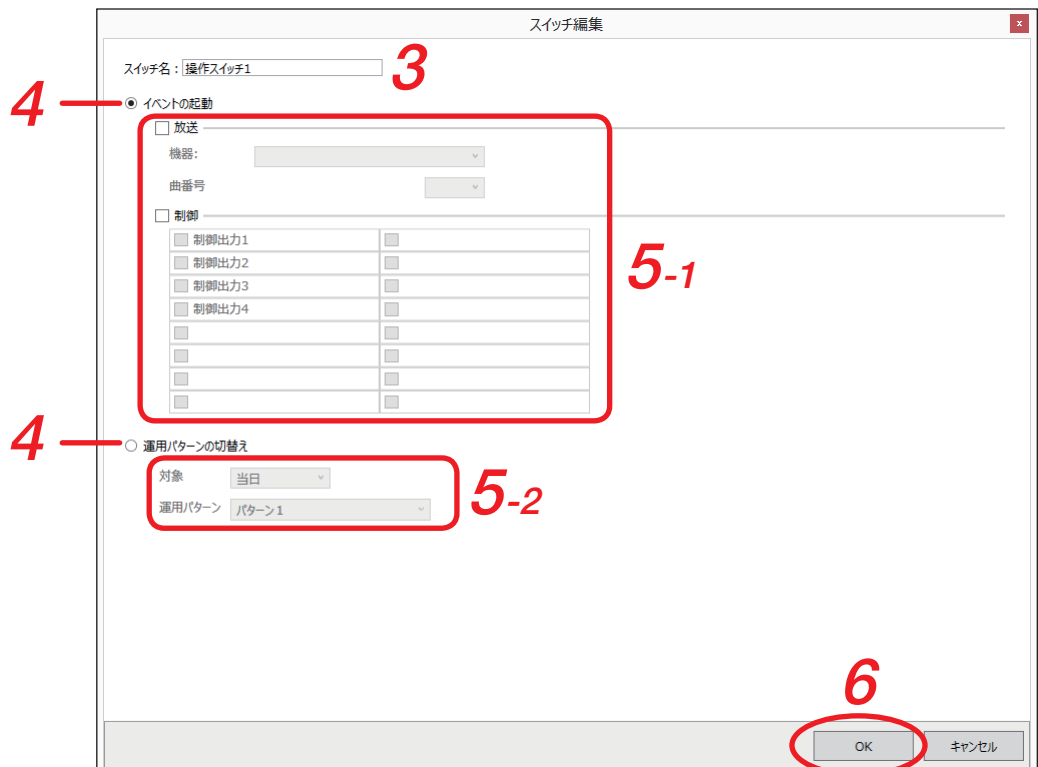 スイッチ編集
x
スイッチ名：操作スイッチ1
3
4
イベントの起動
放送
機器:
曲番号
制御
制御出力1
制御出力2
制御出力3
制御出力4
5-1
4
運用パターンの切替え
対象 当日
運用パターン パターン１
5-2
6
OK キャンセル